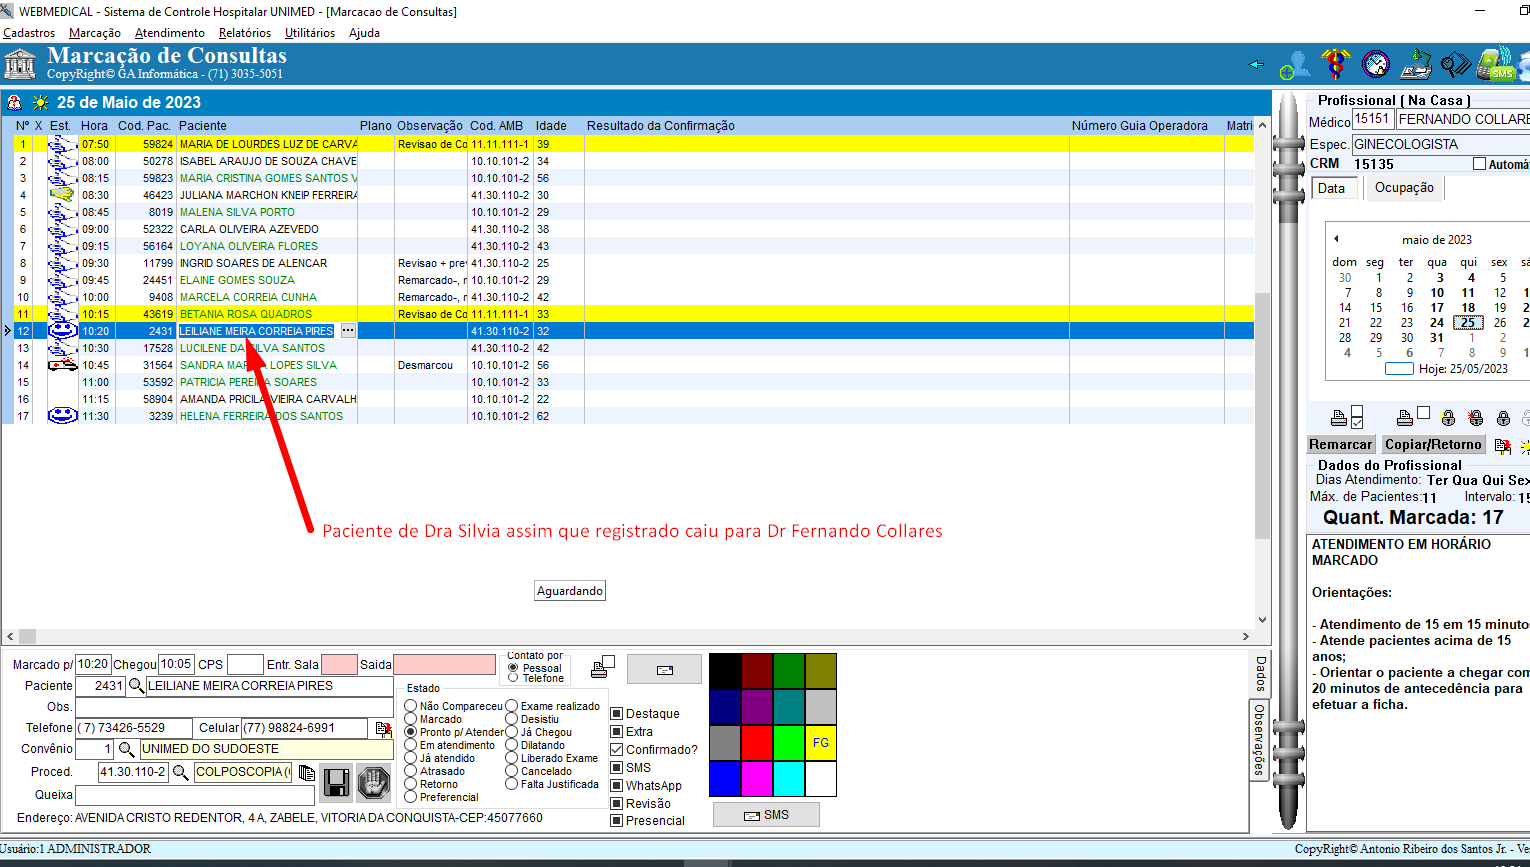 WEBMEDICAL - Sistema de Controle Hospitalar UNIMED - [Marcacao de Consultas]
Cadastros Marcação Atendimento Relatórios Utilitários Ajuda
Marcação de Consultas
CopyRight© GA Informática - (71) 3035-5051
SMS
25 de Maio de 2023
Nº X Est. Hora Cod. Pac. Paciente Plano Observação Cod. AMB Idade Resultado da Confirmação Número Guia Operadora Matri
1 07:50 59824 MARIA DE LOURDES LUZ DE CARVA Revisao de Co 11.11.111-1 39
2 08:00 50278 ISABEL ARAUJO DE SOUZA CHAVE 10.10.101-2 34
3 08:15 59823 MARIA CRISTINA GOMES SANTOS V 10.10.101-2 56
4 08:30 46423 JULIANA MARCHON KNEIP FERREIRA 41.30.110-2 30
5 08:45 8019 MALENA SILVA PORTO 10.10.101-2 29
6 09:00 52322 CARLA OLIVEIRA AZEVEDO 41.30.110-2 38
7 09:15 56164 LOYANA OLIVEIRA FLORES 41.30.110-2 43
8 09:30 11799 INGRID SOARES DE ALENCAR Revisao + pre 41.30.110-2 25
9 09:45 24451 ELAINE GOMES SOUZA Remarcado-, r 10.10.101-2 29
10 10:00 9408 MARCELA CORREIA CUNHA Remarcado-, r 41.30.110-2 42
11 10:15 43619 BETANIA ROSA QUADROS Revisao de Co 11.11.111-1 33
12 10:20 2431 LEILIANE MEIRA CORREIA PIRES ... 41.30.110-2 32
13 10:30 17528 LUCILENE DA SILVA SANTOS 41.30.110-2 42
14 10:45 31564 SANDRA MAR LOPES SILVA Desmarcou 10.10.101-2 56
15 11:00 53592 PATRICIA PEREIRA SOARES 10.10.101-2 33
16 11:15 58904 AMANDA PRICILA VIEIRA CARVALH 10.10.101-2 22
17 11:30 3239 HELENA FERREIRA DOS SANTOS 10.10.101-2 62
Paciente de Dra Silvia assim que registrado caiu para Dr Fernando Collares
Aguardando
Profissional ( Na Casa )
Médico 15151 FERNANDO COLLARE
Espec. GINECOLOGISTA
CRM 15135 Automá
Data Ocupação
maio de 2023
dom seg ter qua qui sex sá
30 1 2 3 4 5
7 8 9 10 11 12 1
14 15 16 17 18 19 2
21 22 23 24 25 26 2
28 29 30 31 1 2
4 5 6 7 8 9 1
Hoje: 25/05/2023
Remarcar Copiar/Retorno
Dados do Profissional
Dias Atendimento: Ter Qua Qui Sex
Máx. de Pacientes:11 Intervalo: 15
Quant. Marcada: 17
ATENDIMENTO EM HORÁRIO
MARCADO
Orientações:
- Atendimento de 15 em 15 minutos
- Atende pacientes acima de 15
anos;
- Orientar o paciente a chegar com
20 minutos de antecedência para
efetuar a ficha.
Marcado p/ 10:20 Chegou 10:05 CPS Entr. Sala Saida
Contato por
Pessoal
Telefone
Paciente 2431 LEILIANE MEIRA CORREIA PIRES
Obs.
Telefone ( 7) 73426-5529 Celular (77) 98824-6991
Convênio 1 UNIMED DO SUDOESTE
Proced. 41.30.110-2 COLPOSCOPIA (
Queixa
Endereço: AVENIDA CRISTO REDENTOR, 4 A, ZABELE, VITORIA DA CONQUISTA-CEP:45077660
Estado
Não Compareceu Exame realizado
Marcado Desistiu
Pronto p/ Atender Já Chegou
Em atendimento Dilatando
Já atendido Liberado Exame
Atrasado Cancelado
Retorno Falta Justificada
Preferencial
Destaque
Extra
Confirmado?
SMS
WhatsApp
Revisão
Presencial
FG
SMS
Dados
Observações
Usuário:1 ADMINISTRADOR
CopyRight© Antonio Ribeiro dos Santos Jr. - Ve